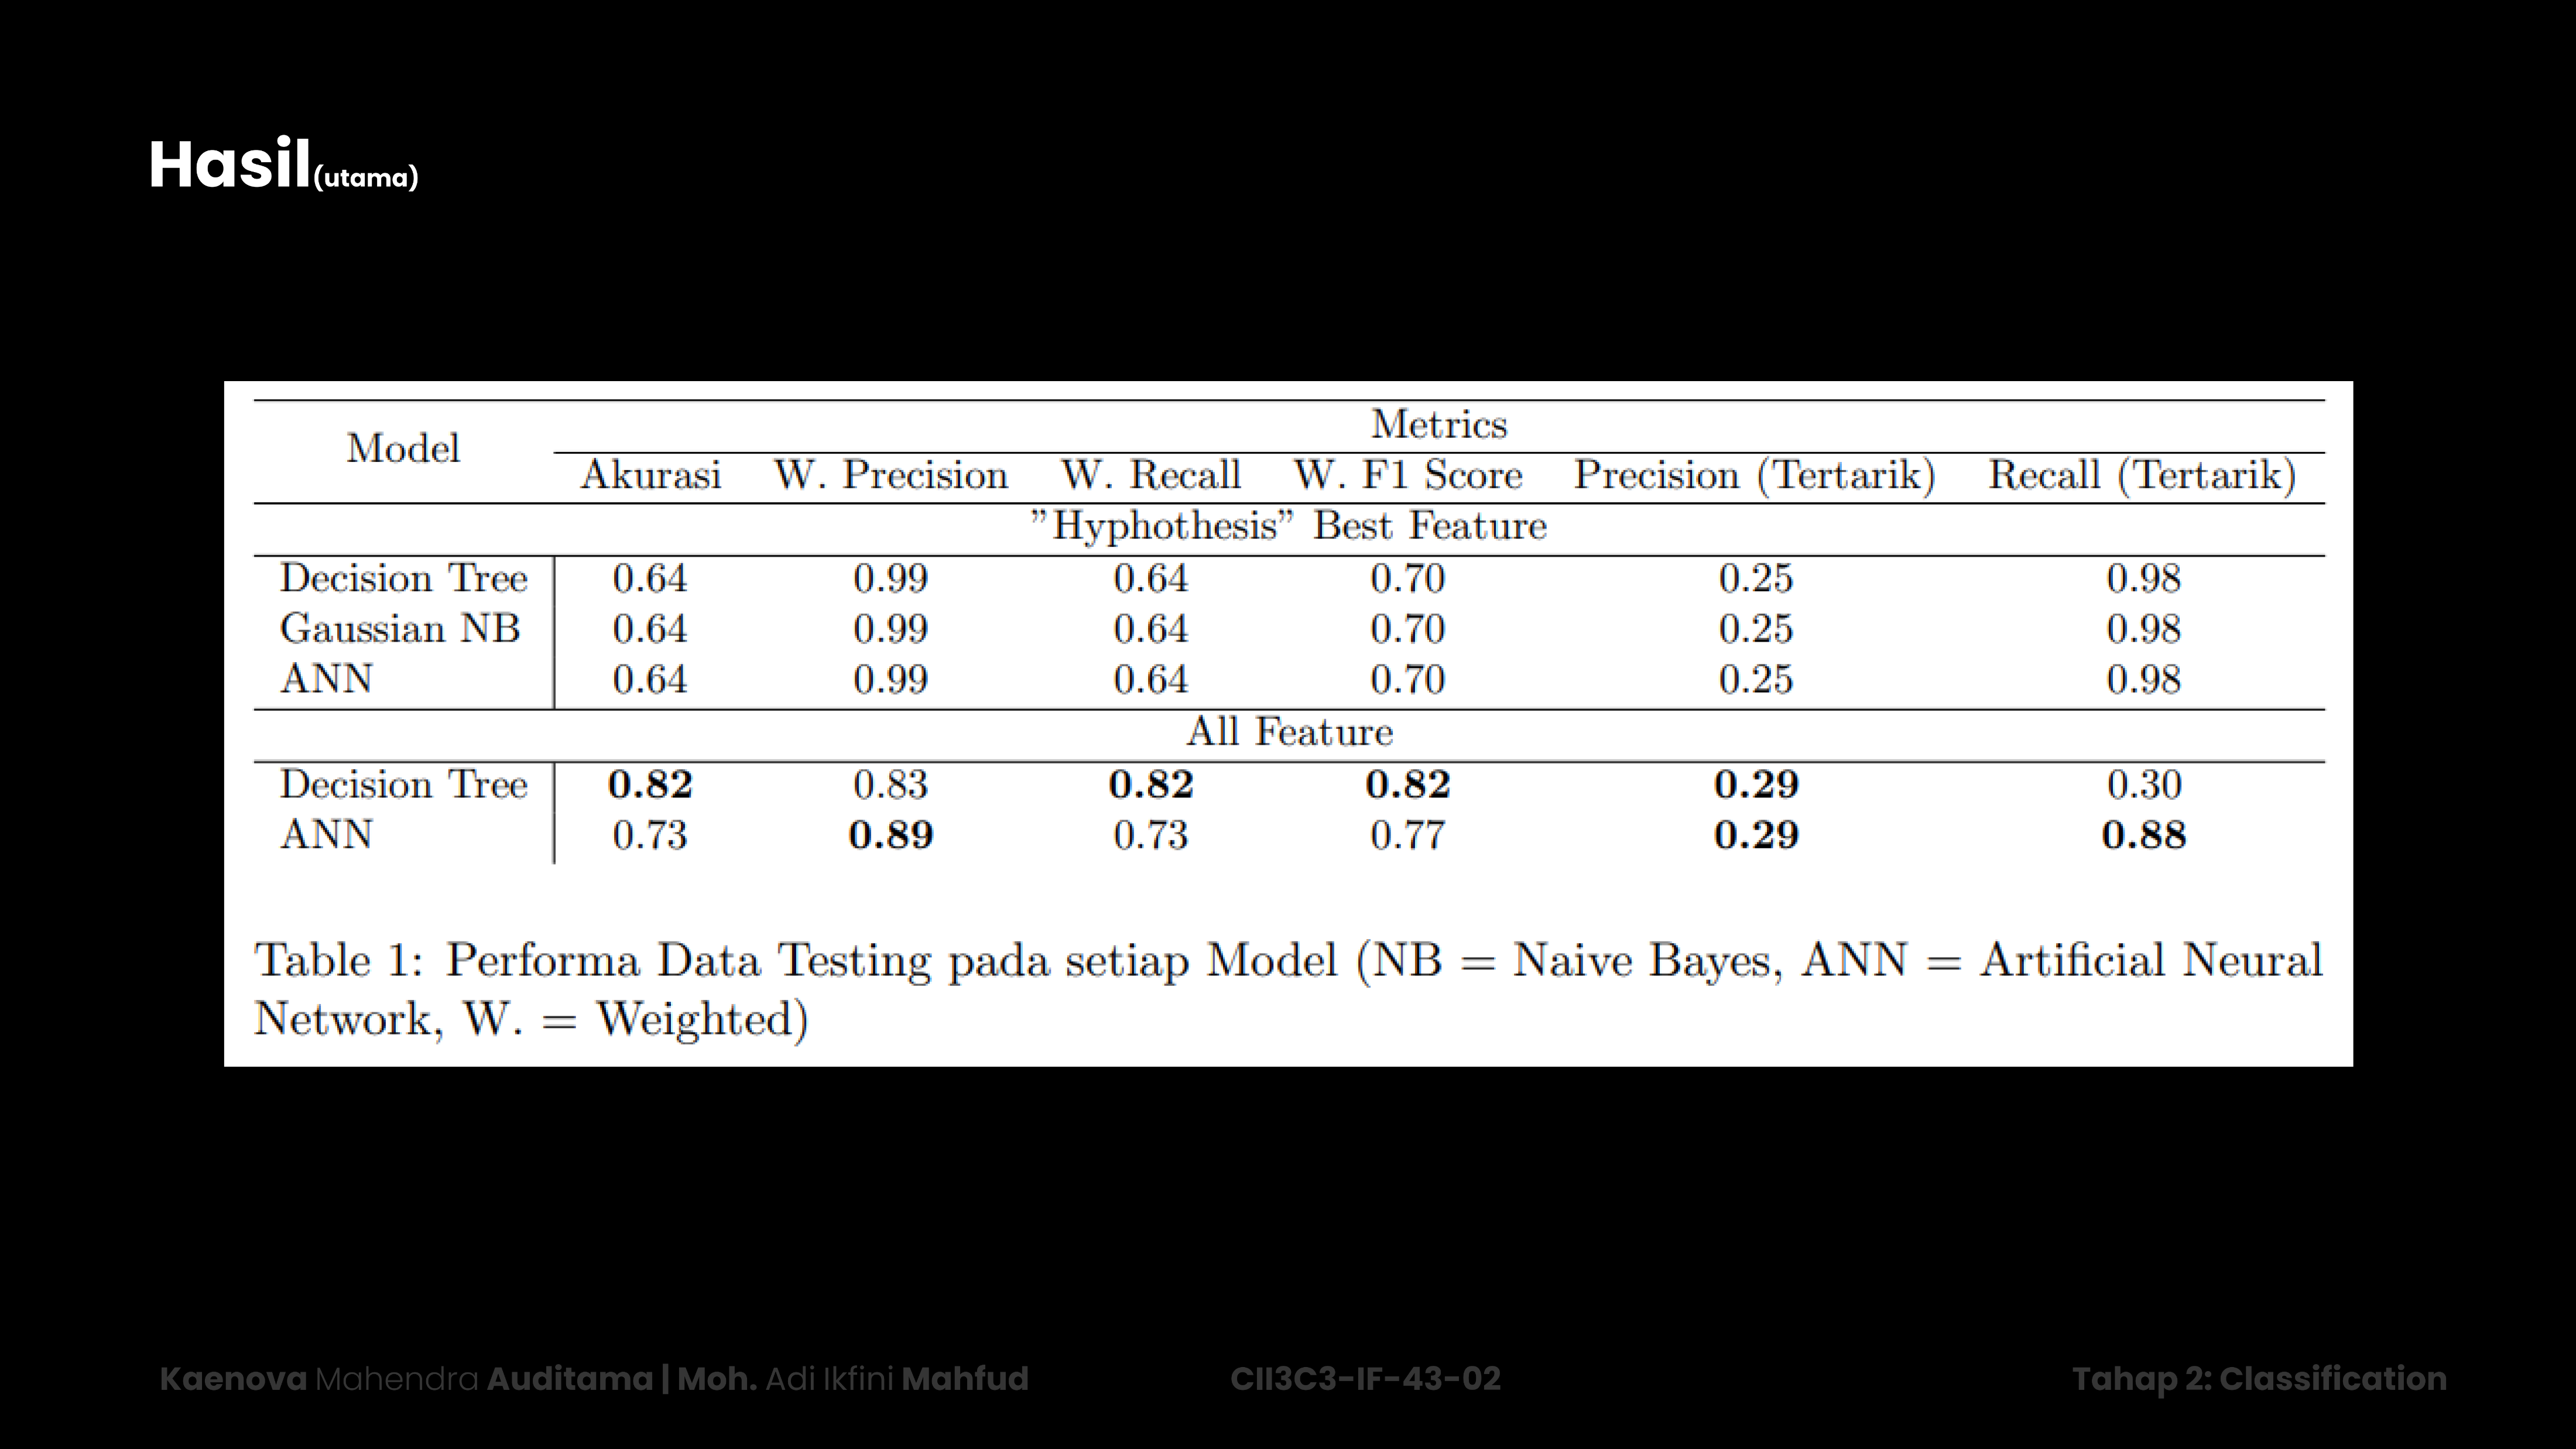 Hasil(utama)
Model
Metrics
Akurasi W. Precision W. Recall W. F1 Score Precision (Tertarik) Recall (Tertarik)
”Hyphothesis” Best Feature
Decision Tree 0.64 0.99 0.64 0.70 0.25 0.98
Gaussian NB 0.64 0.99 0.64 0.70 0.25 0.98
ANN 0.64 0.99 0.64 0.70 0.25 0.98
All Feature
Decision Tree 0.82 0.83 0.82 0.82 0.29 0.30
ANN 0.73 0.89 0.73 0.77 0.29 0.88
Table 1: Performa Data Testing pada setiap Model (NB = Naive Bayes, ANN = Artificial Neural
Network, W. = Weighted)
Kaenova Mahendra Auditama | Moh. Adi Ikfini Mahfud CII3C3-IF-43-02 Tahap 2: Classification